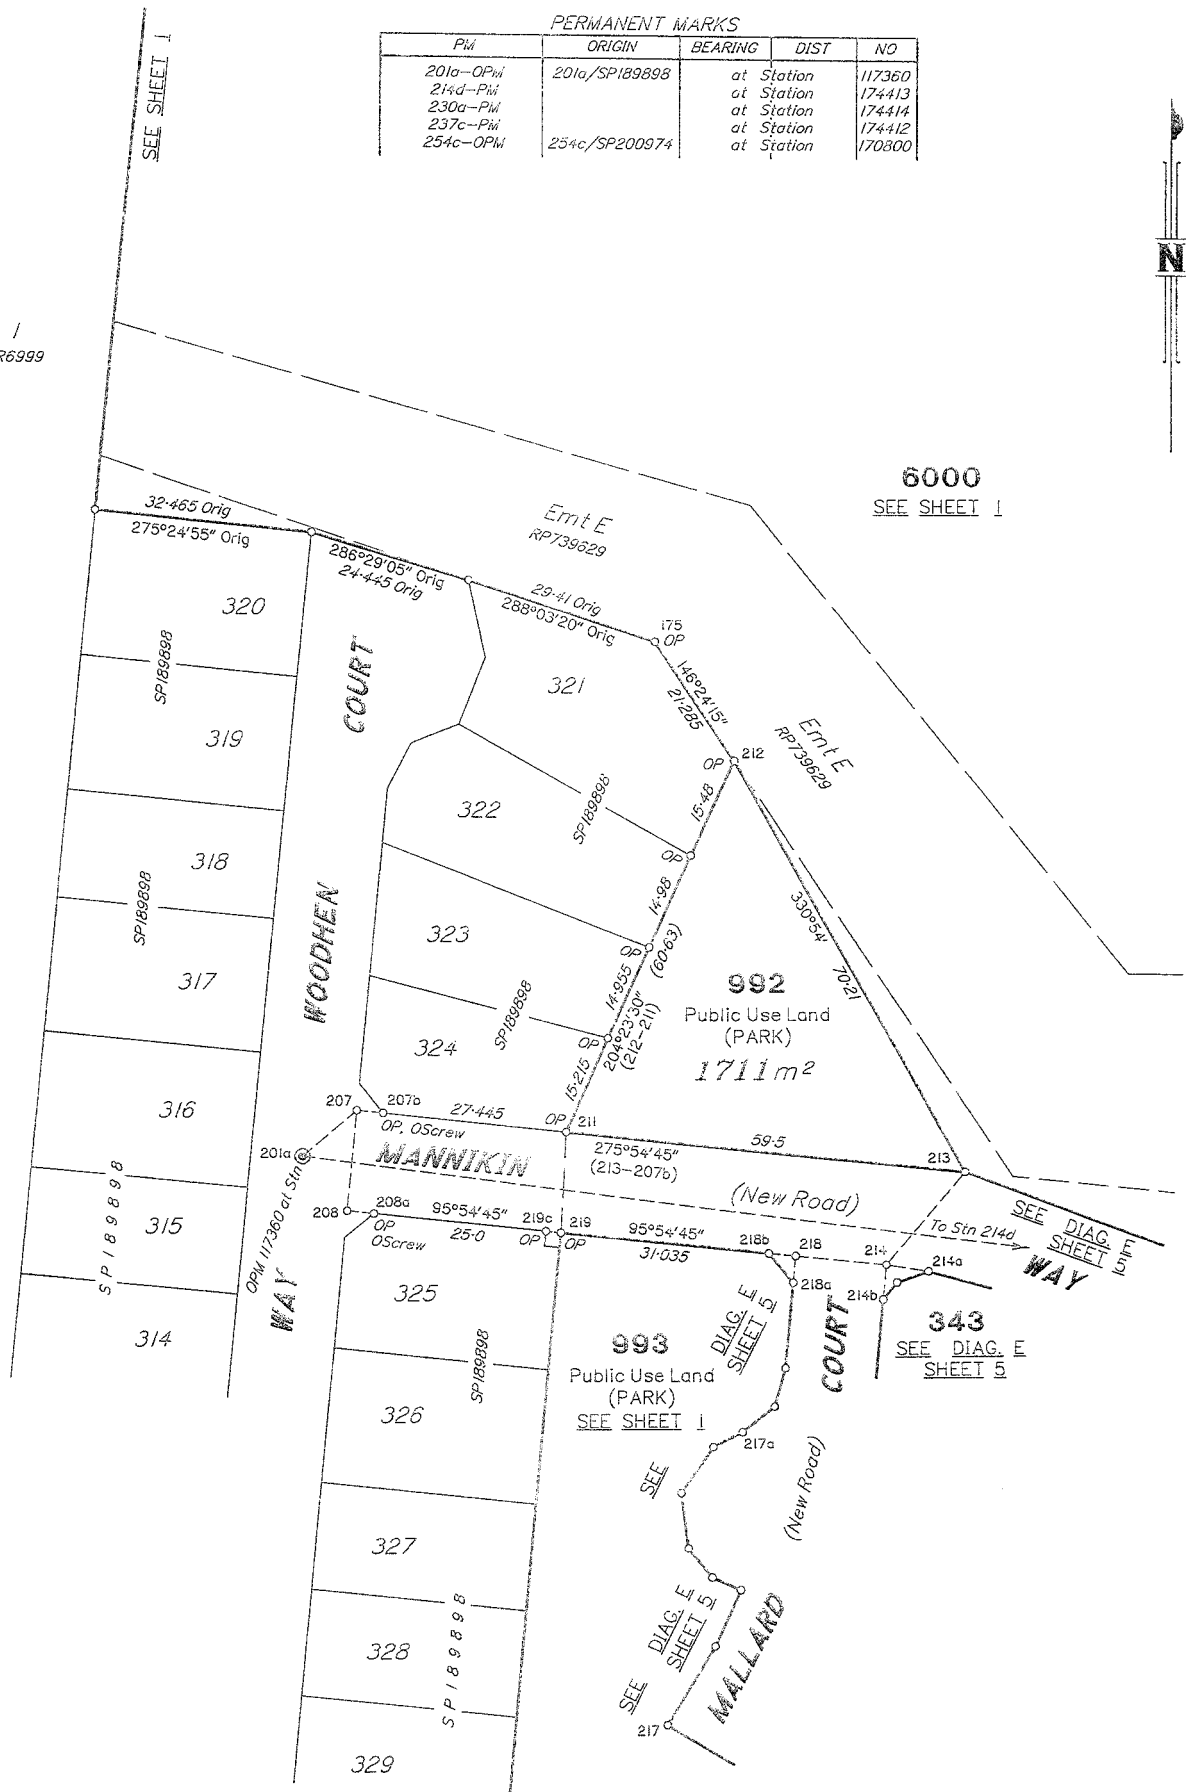 PERMANENT MARKS
PM ORIGIN BEARING DIST NO
201a-OPM 201a/SP189898 at Station 117360
214d-PM at Station 174413
230a-PM at Station 174414
237c-PM at Station 174412
254c-OPM 254c/SP200974 at Station 170800
SEE SHEET 1
N
1
R6999
6000
SEE SHEET 1
32·465 Orig
275°24'55" Orig
Emt E
RP739629
286°29'05" Orig
24·445 Orig
29·41 Orig
288°03'20" Orig
175
OP
320
SP189898
COURT
321
146°24'15"
21·285
Emt E
RP739629
212
OP
319
322
SP189898
15·48
OP
318
SP189898
14·98
330°54'
70·21
323
OP
(60·63)
WOODHEN
317
992
Public Use Land
(PARK)
1711m²
14·955
204°23'30"
(212-211)
SP189898
324
OP
15·215
316
207
207b
27·445
OP, OScrew
OP
211
59·5
275°54'45"
(213-207b)
213
201a
MANNIKIN
(New Road)
OPM 117360 at Stn
To Stn 214d
SEE DIAG. E
SHEET 5
WAY
315
SP189898
208
208a
OP
OScrew
95°54'45"
25·0
219c
OP
219
OP
95°54'45"
31·035
218b
218
214
214a
218a
214b
WAY
325
314
DIAG. E
SHEET 5
COURT
343
SEE DIAG. E
SHEET 5
993
Public Use Land
(PARK)
SEE SHEET 1
SP189898
326
217a
SEE
(New Road)
327
DIAG. E
SHEET 5
SEE
MALLARD
328
SP189898
217
329